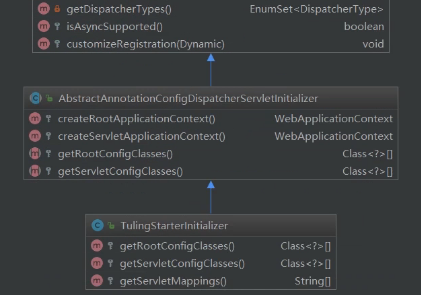 getDispatcherTypes() EnumSet<DispatcherType>
isAsyncSupported() boolean
customizeRegistration(Dynamic) void
AbstractAnnotationConfigDispatcherServletInitializer
createRootApplicationContext() WebApplicationContext
createServletApplicationContext() WebApplicationContext
getRootConfigClasses() Class<?>[]
getServletConfigClasses() Class<?>[]
TulingStarterInitializer
getRootConfigClasses() Class<?>[]
getServletConfigClasses() Class<?>[]
getServletMappings() String[]